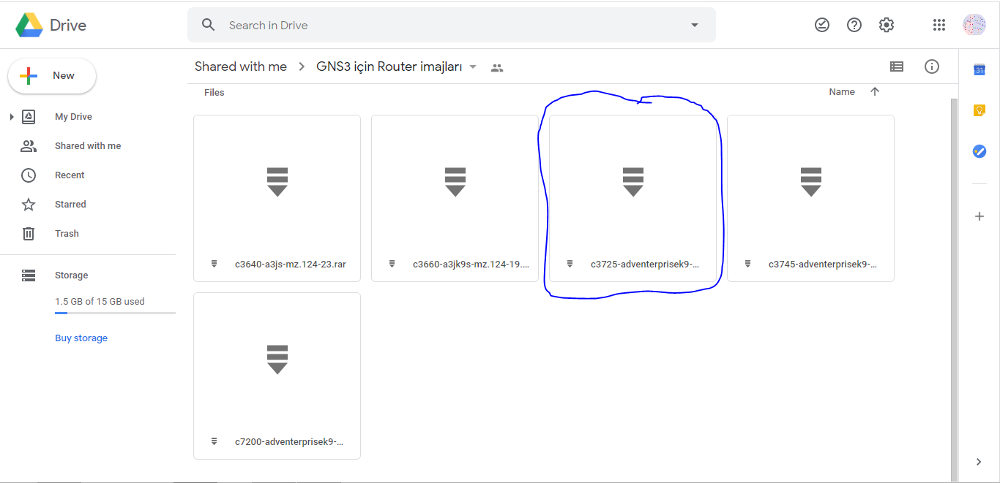 Drive
Search in Drive
New
My Drive
Shared with me
Recent
Starred
Trash
Storage
1.5 GB of 15 GB used
Buy storage
Shared with me > GNS3 için Router imajları
Files
Name
c3640-a3js-mz.124-23.rar
c3660-a3jk9s-mz.124-19....
c3725-adventerprisek9-...
c3745-adventerprisek9-...
c7200-adventerprisek9-...
31